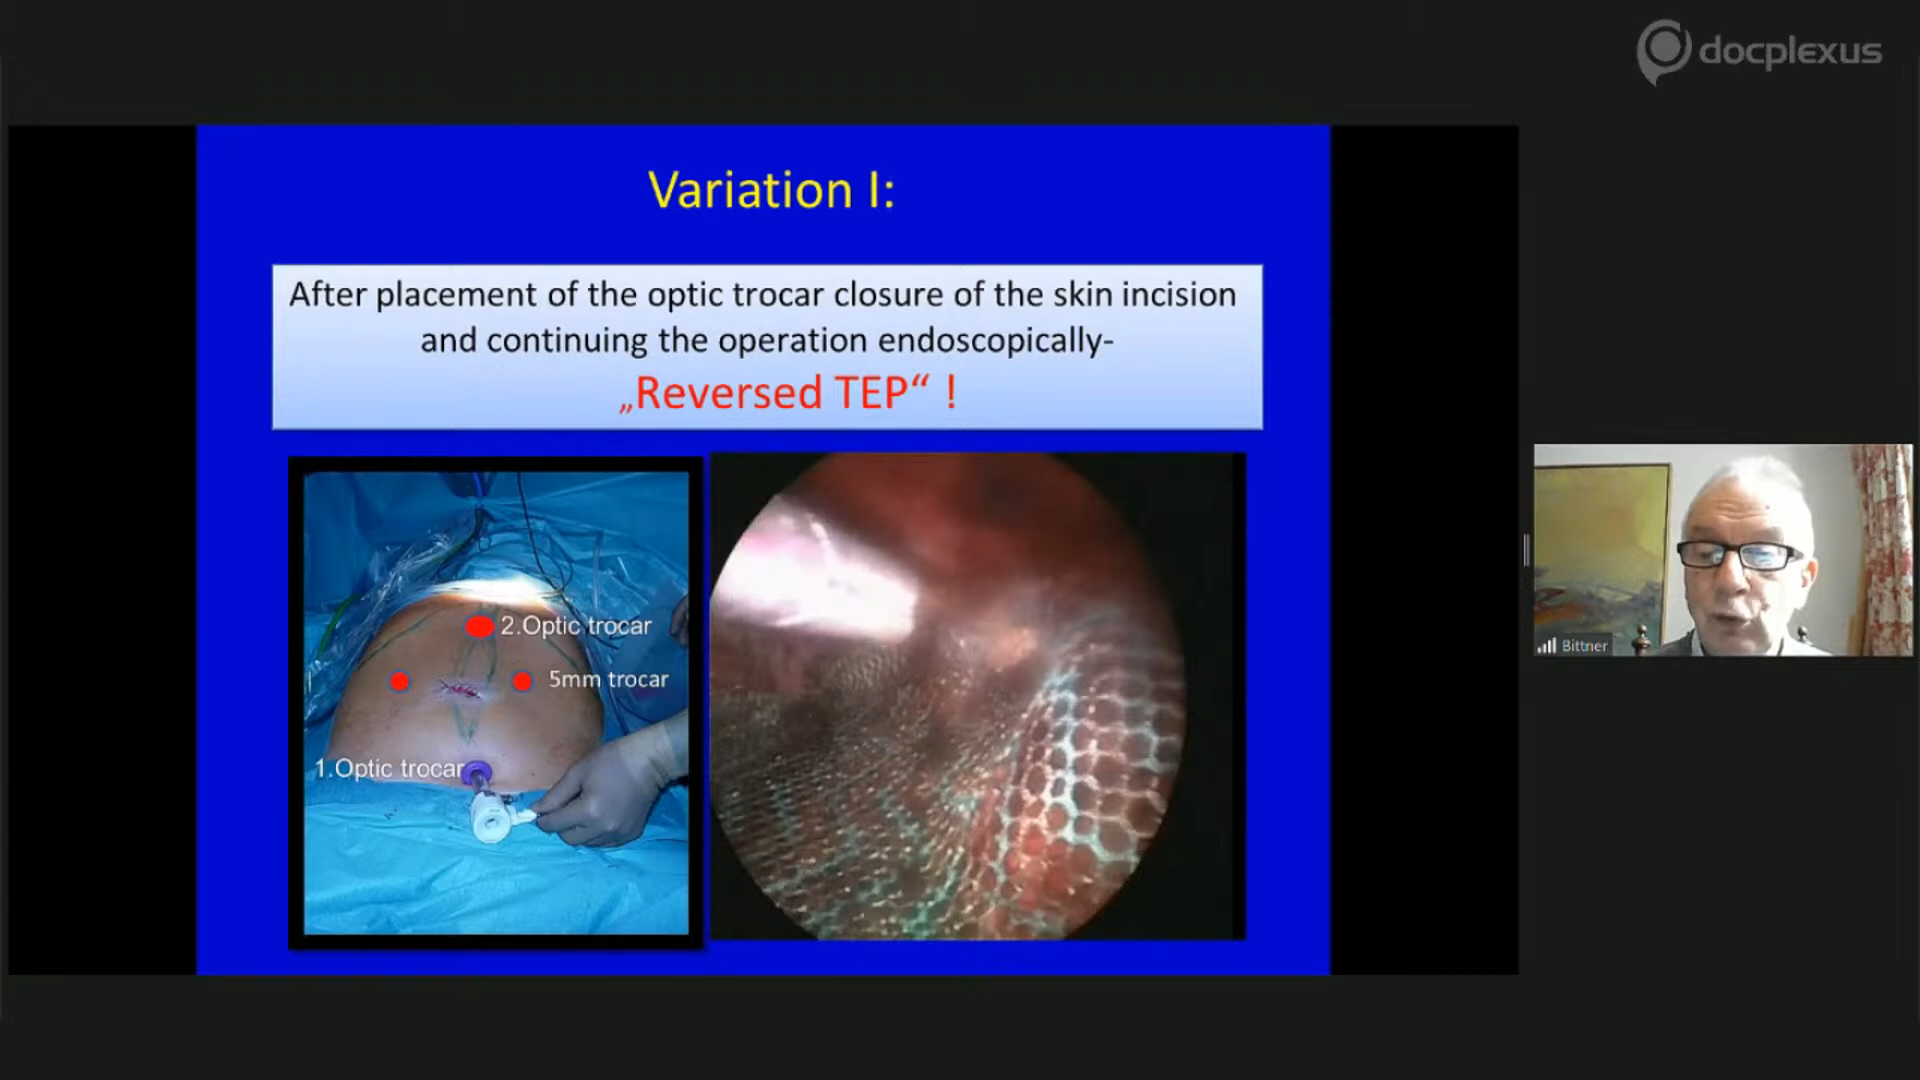 docplexus
Variation I:
After placement of the optic trocar closure of the skin incision
and continuing the operation endoscopically-
„Reversed TEP“ !
2.Optic trocar
5mm trocar
1.Optic trocar
Bittner